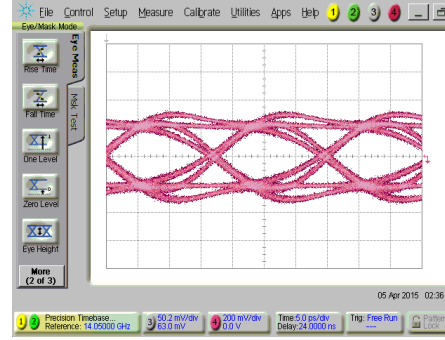 File Control Setup Measure Calibrate Utilities Apps Help 1 2 3 4
Eye/Mask Mode
Eye Meas
Msk Test
Rise Time
Fall Time
One Level
Zero Level
Eye Height
More
(2 of 3)
05 Apr 2015 02:36
1 2 Precision Timebase...
Reference: 14.05000 GHz
3 50.2 mV/div
63.0 mV
4 200 mV/div
0.0 V
Time:5.0 ps/div
Delay:24.0000 ns
Trig: Free Run
---
Pattern
Lock